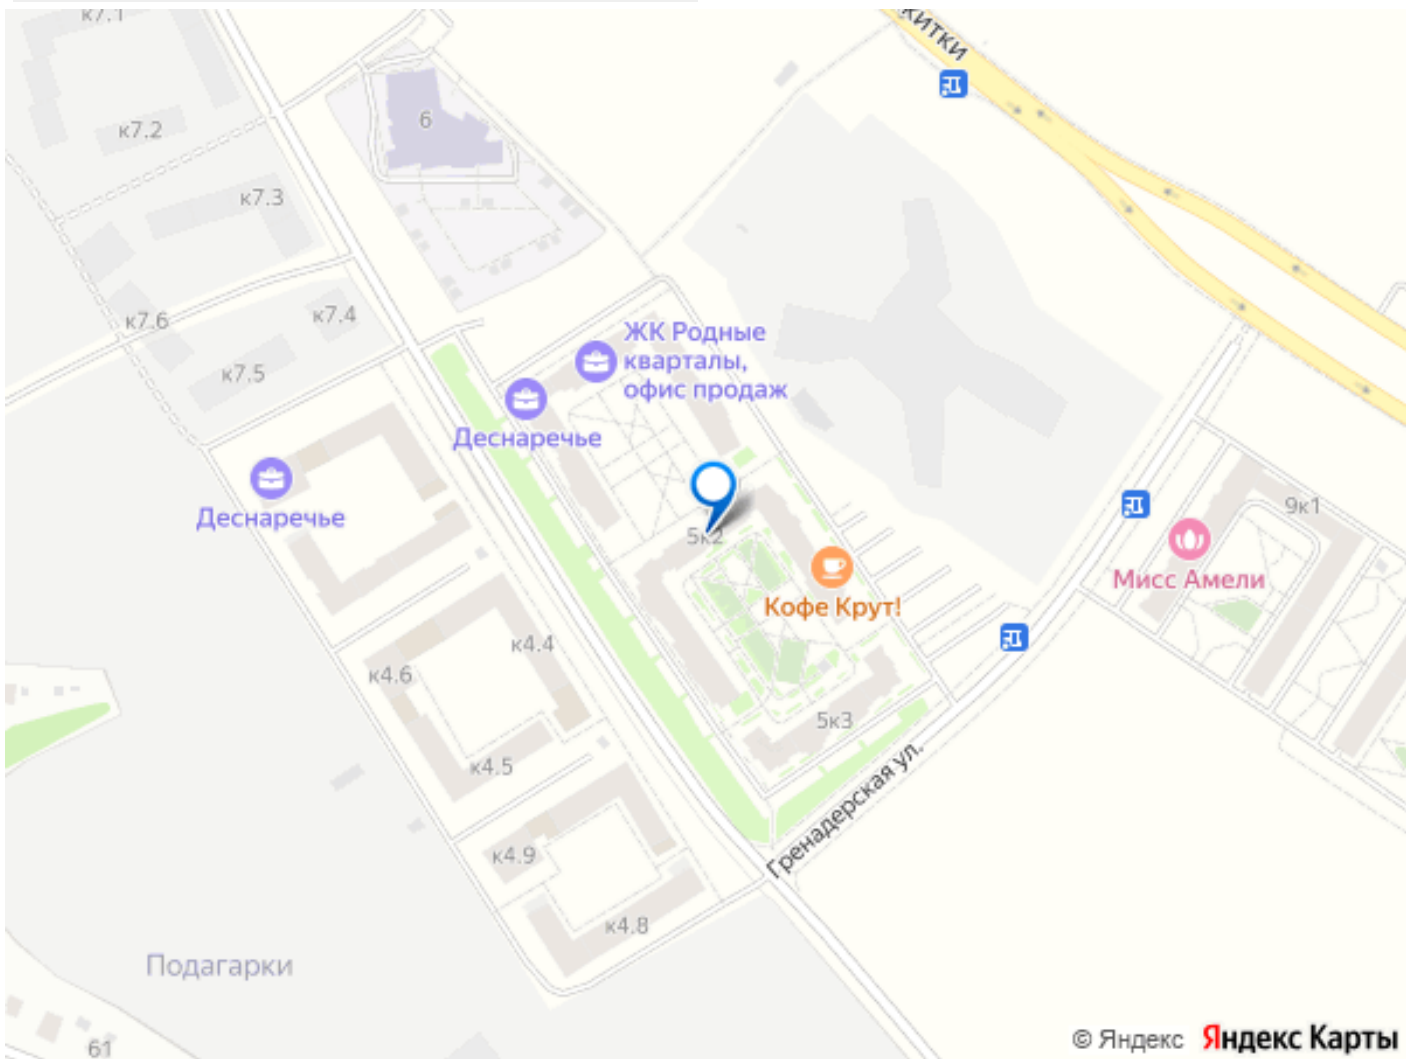 к7.1
китки
к7.2
6
к7.3
к7.6
к7.4
к7.5
ЖК Родные
кварталы,
офис продаж
Деснаречье
Деснаречье
9к1
5к2
Мисс Амели
Кофе Крут!
к4.4
к4.6
5к3
к4.5
Гренадерская ул.
к4.9
к4.8
Подагарки
61
© Яндекс Яндекс Карты